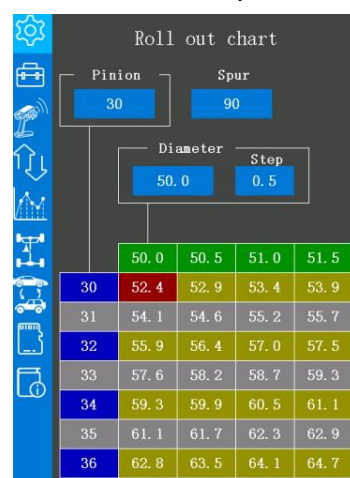 Roll out chart
Pinion Spur
30 90
Diameter Step
50.0 0.5
50.0 50.5 51.0 51.5
30 52.4 52.9 53.4 53.9
31 54.1 54.6 55.2 55.7
32 55.9 56.4 57.0 57.5
33 57.6 58.2 58.7 59.3
34 59.3 59.9 60.5 61.1
35 61.1 61.7 62.3 62.9
36 62.8 63.5 64.1 64.7